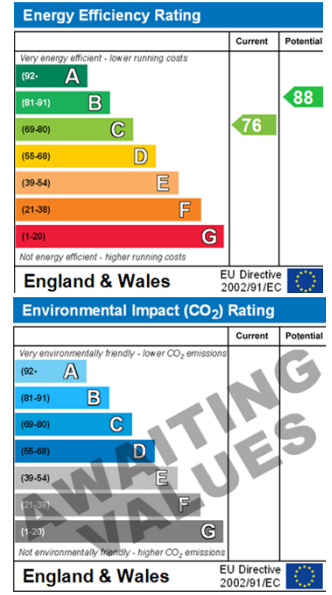 Energy Efficiency Rating
Current Potential
Very energy efficient - lower running costs
(92- A
(81-91) B
88
(69-80) C
76
(55-68) D
(39-54) E
(21-38) F
(1-20) G
Not energy efficient - higher running costs
England & Wales
EU Directive
2002/91/EC
Environmental Impact (CO2) Rating
Current Potential
Very environmentally friendly - lower CO2 emissions
(92- A
(81-91) B
(69-80) C
(55-68) D
(39-54) E
(21-38) F
(1-20) G
AWAITING
VALUES
Not environmentally friendly - higher CO2 emissions
England & Wales
EU Directive
2002/91/EC